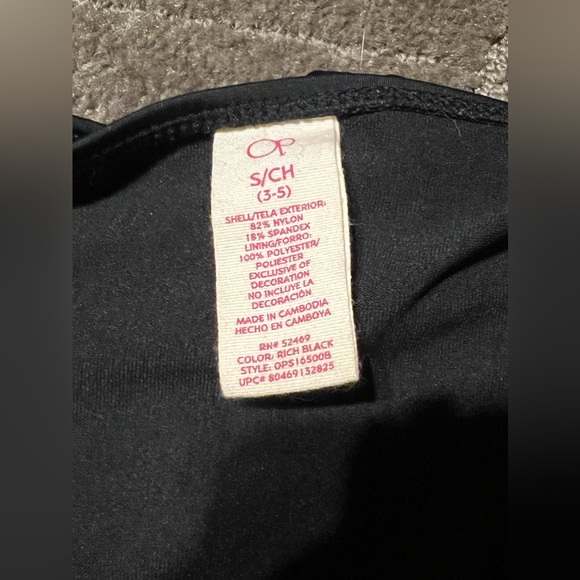 OP
S/CH
(3-5)
SHELL/TELA EXTERIOR:
82% NYLON
18% SPANDEX
LINING/FORRO:
100% POLYESTER/
POLIÉSTER
EXCLUSIVE OF
DECORATION
NO INCLUYE LA
DECORACIÓN
MADE IN CAMBODIA
HECHO EN CAMBOYA
RN# 52469
COLOR: RICH BLACK
STYLE: OPS16500B
UPC# 80469132825